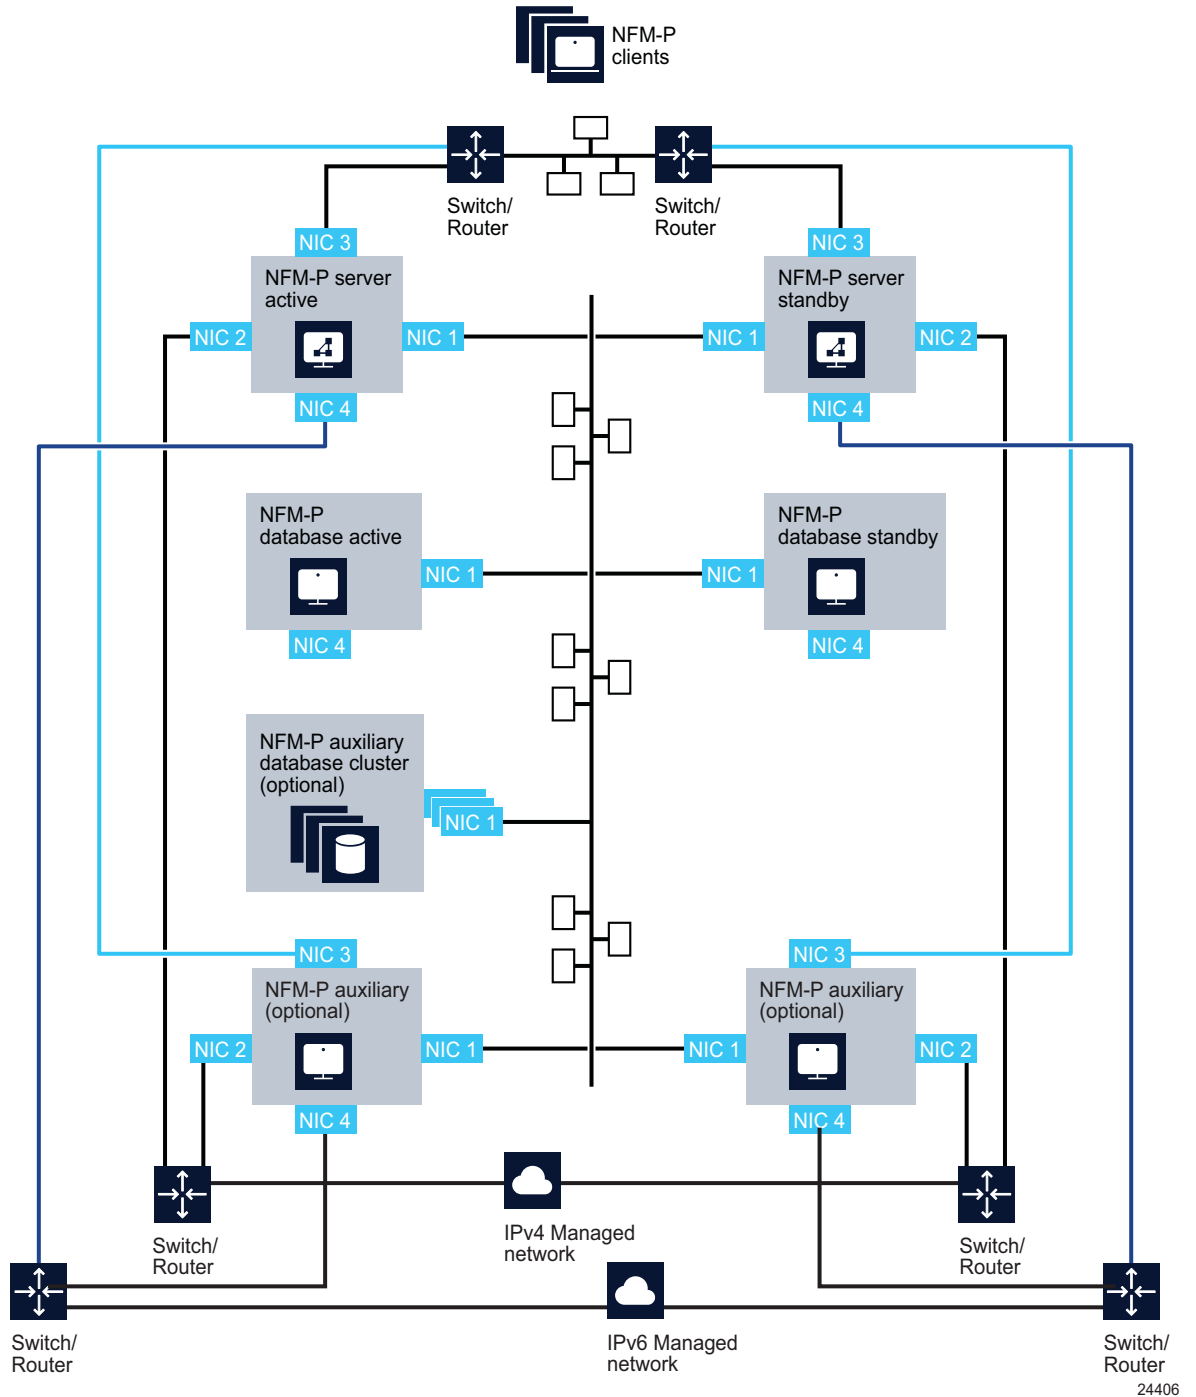 NFM-P
clients
Switch/
Router
Switch/
Router
NIC 3
NIC 3
NFM-P server
active
NFM-P server
standby
NIC 2
NIC 1
NIC 1
NIC 2
NIC 4
NIC 4
NFM-P
database active
NFM-P
database standby
NIC 1
NIC 1
NIC 4
NIC 4
NFM-P auxiliary
database cluster
(optional)
NIC 1
NIC 3
NIC 3
NFM-P auxiliary
(optional)
NFM-P auxiliary
(optional)
NIC 2
NIC 1
NIC 1
NIC 2
NIC 4
NIC 4
Switch/
Router
IPv4 Managed
network
Switch/
Router
Switch/
Router
IPv6 Managed
network
Switch/
Router
24406